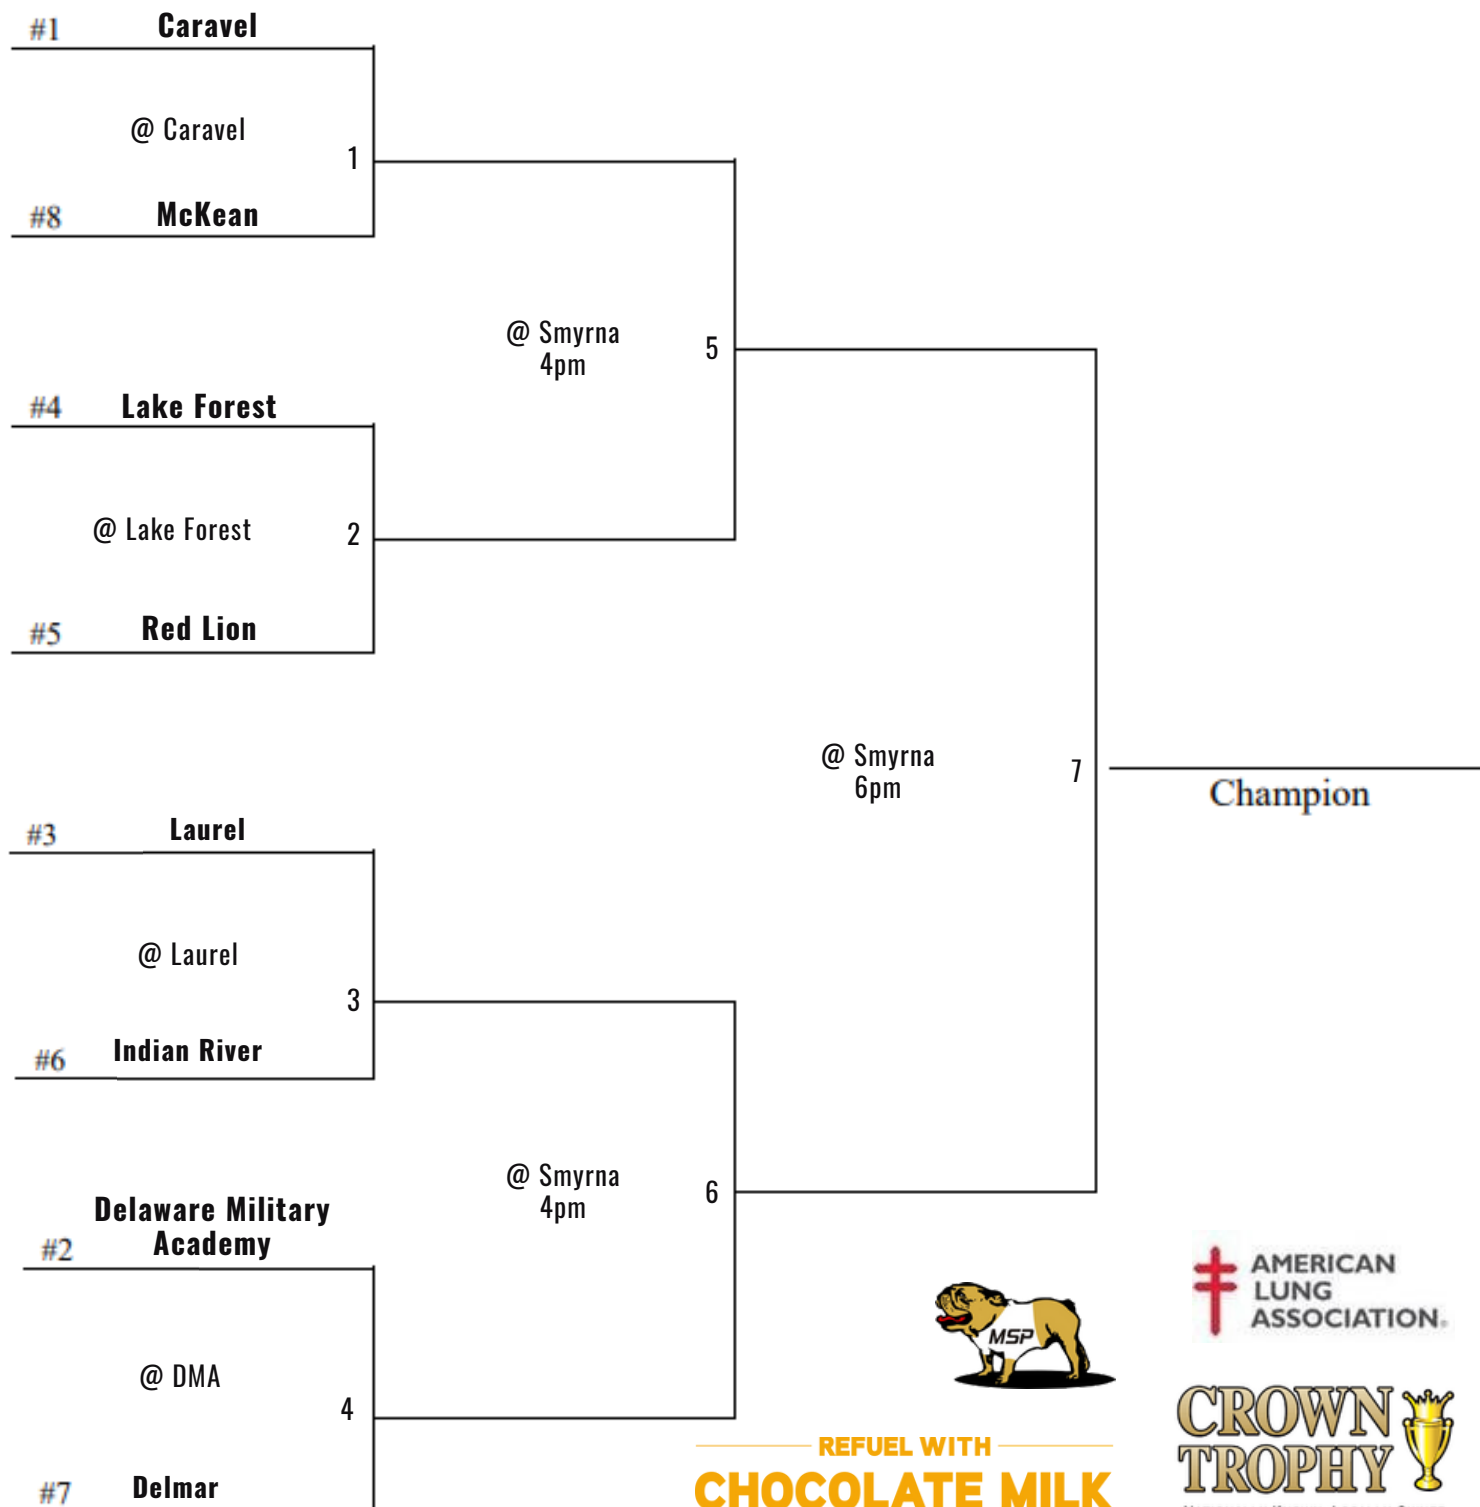 #1 Caravel
@ Caravel
1
#8 McKean
@ Smyrna
4pm
5
#4 Lake Forest
@ Lake Forest
2
#5 Red Lion
@ Smyrna
6pm
7
Champion
#3 Laurel
@ Laurel
3
#6 Indian River
@ Smyrna
4pm
6
Delaware Military
Academy
#2
@ DMA
4
#7 Delmar
MSP
AMERICAN
LUNG
ASSOCIATION®
REFUEL WITH
CHOCOLATE MILK
CROWN
TROPHY